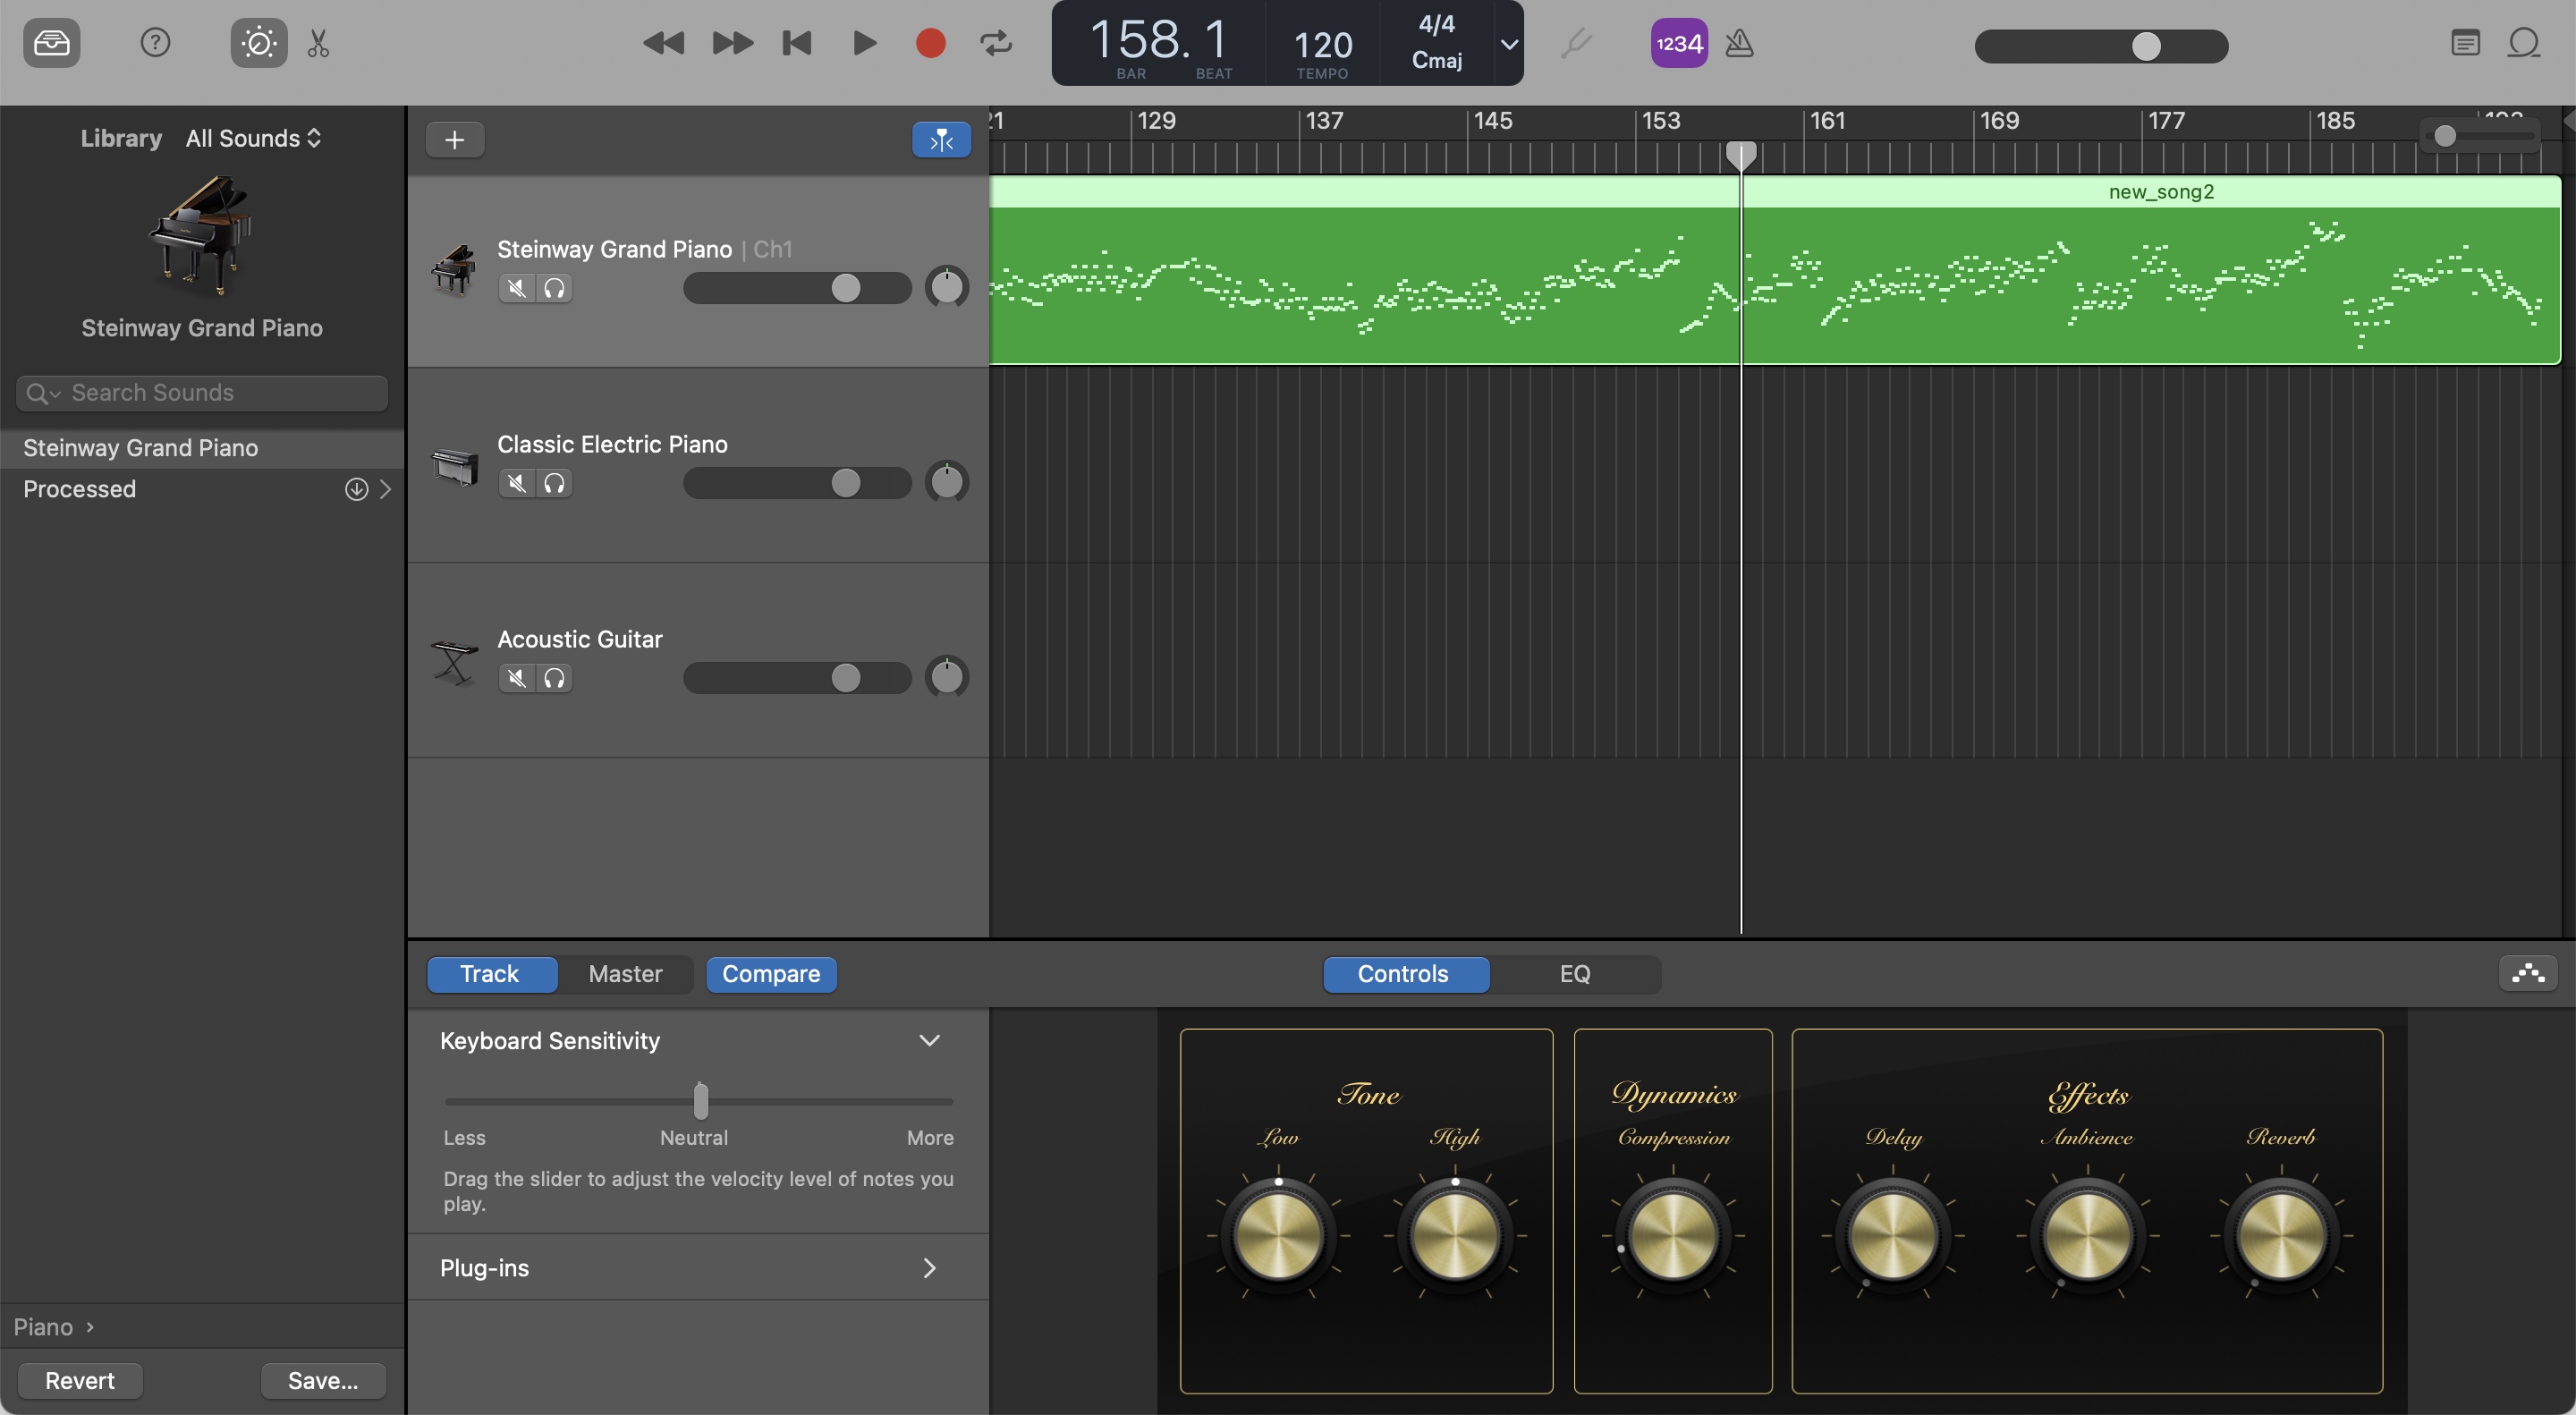 158. 1
BAR
BEAT
120
TEMPO
4/4
Cmaj
1234
Library
All Sounds
Steinway Grand Piano
Search Sounds
Steinway Grand Piano
Processed
Piano ›
Revert
Save...
Steinway Grand Piano | Ch1
Classic Electric Piano
Acoustic Guitar
129
137
145
153
161
169
177
185
new_song2
Track
Master
Compare
Controls
EQ
Keyboard Sensitivity
Less
Neutral
More
Drag the slider to adjust the velocity level of notes you
play.
Plug-ins
Tone
Low
High
Dynamics
Compression
Effects
Delay
Ambience
Reverb